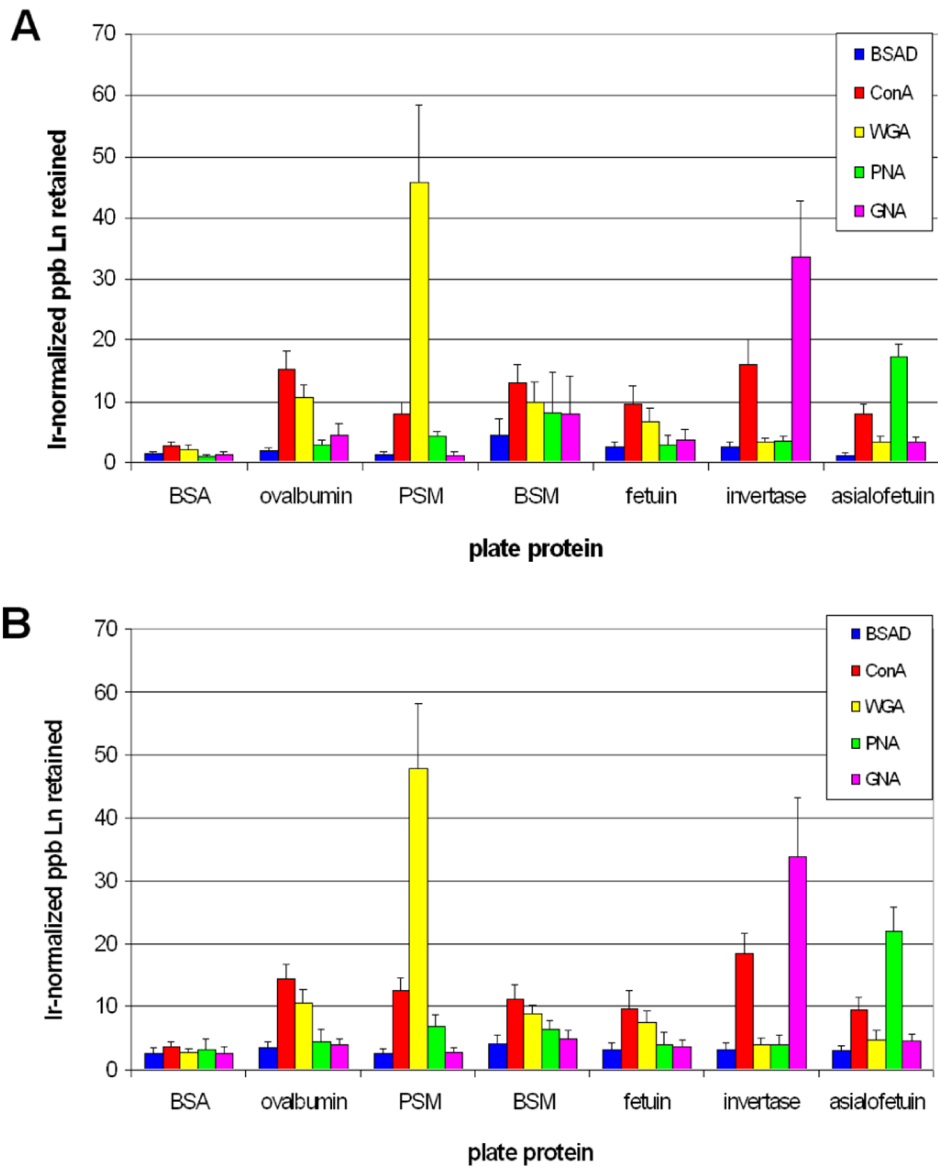 A
Ir-normalized ppb Ln retained
70
60
50
40
30
20
10
0
BSAD
ConA
WGA
PNA
GNA
BSA ovalbumin PSM BSM fetuin invertase asialofetuin
plate protein
B
Ir-normalized ppb Ln retained
70
60
50
40
30
20
10
0
BSAD
ConA
WGA
PNA
GNA
BSA ovalbumin PSM BSM fetuin invertase asialofetuin
plate protein